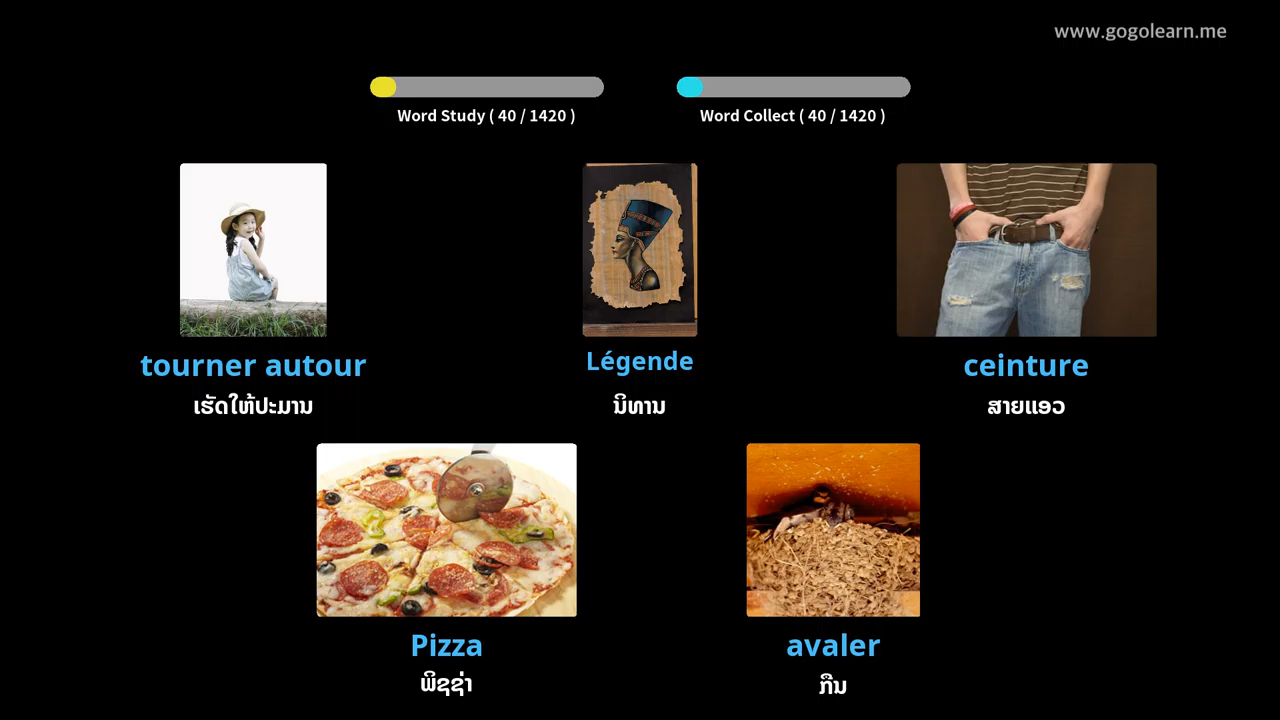 www.gogolearn.me
Word Study ( 40 / 1420 )
Word Collect ( 40 / 1420 )
tourner autour
ເຮັດໃຫ້ປະມານ
Légende
ນິທານ
ceinture
ສາຍແອວ
Pizza
ພິຊຊ່າ
avaler
ກືນ